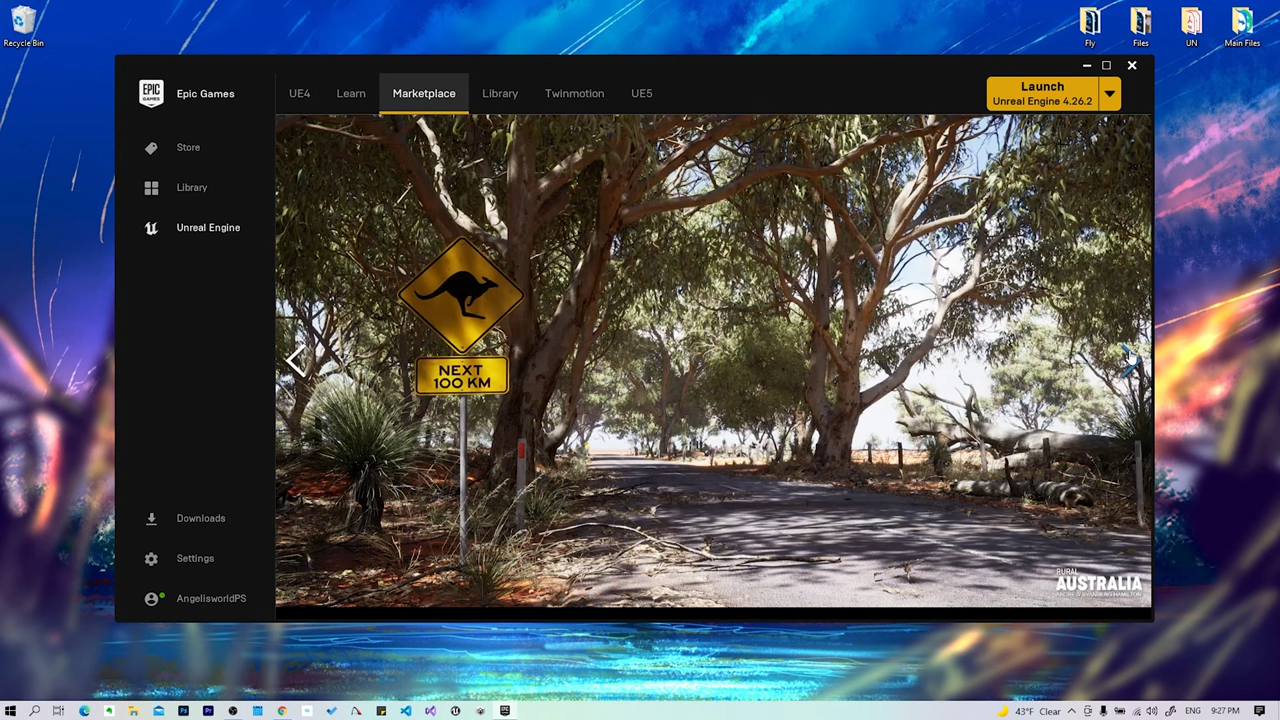 Recycle Bin
Fly
Files
UN
Main Files
EPIC
GAMES
Epic Games
UE4
Learn
Marketplace
Library
Twinmotion
UE5
Launch
Unreal Engine 4.26.2
Store
Library
Unreal Engine
NEXT
100 KM
Downloads
Settings
AngelisworldPS
RURAL
AUSTRALIA
43°F Clear
ENG
9:27 PM